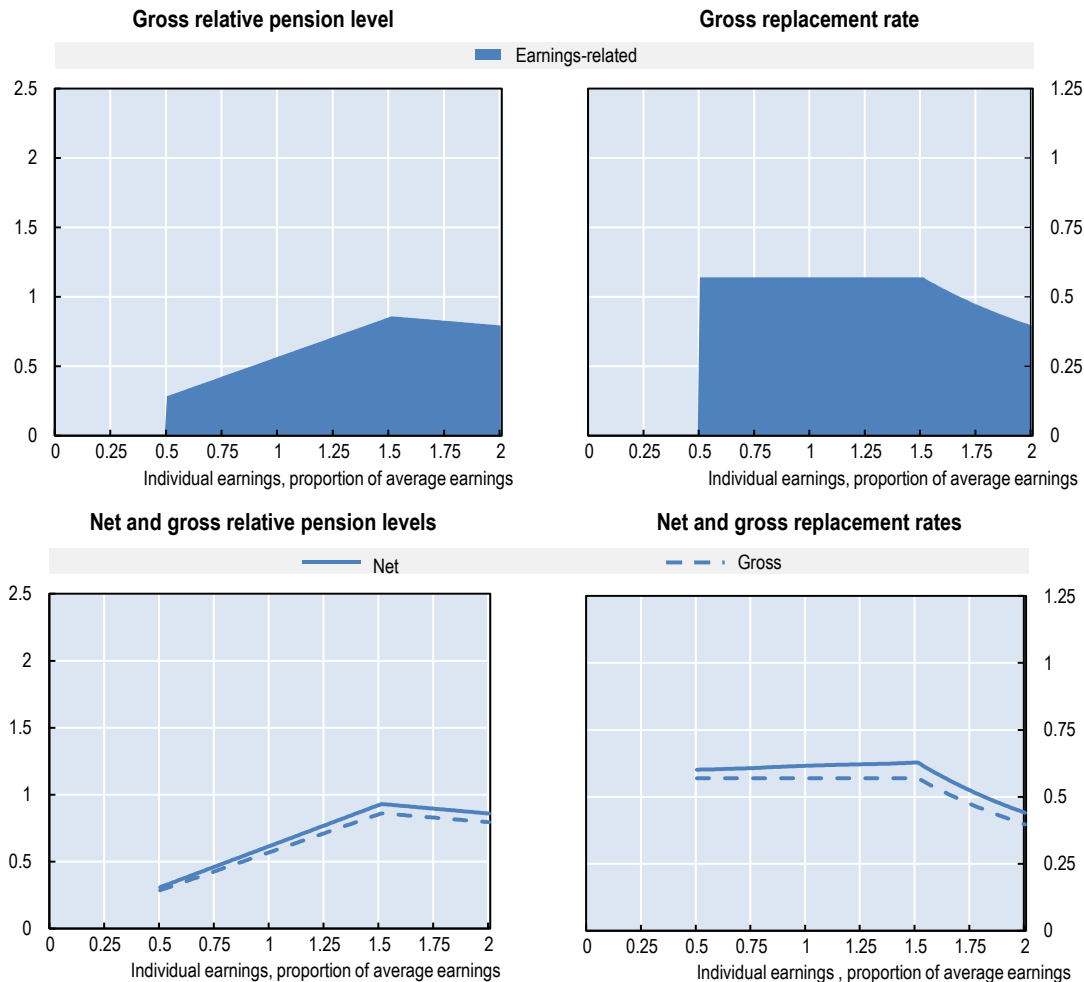 Gross relative pension level
Gross replacement rate
Earnings-related
2.5
2
1.5
1
0.5
0
0 0.25 0.5 0.75 1 1.25 1.5 1.75 2
Individual earnings, proportion of average earnings
1.25
1
0.75
0.5
0.25
0
0 0.25 0.5 0.75 1 1.25 1.5 1.75 2
Individual earnings, proportion of average earnings
Net and gross relative pension levels
Net and gross replacement rates
Net
Gross
2.5
2
1.5
1
0.5
0
0 0.25 0.5 0.75 1 1.25 1.5 1.75 2
Individual earnings, proportion of average earnings
1.25
1
0.75
0.5
0.25
0
0 0.25 0.5 0.75 1 1.25 1.5 1.75 2
Individual earnings , proportion of average earnings